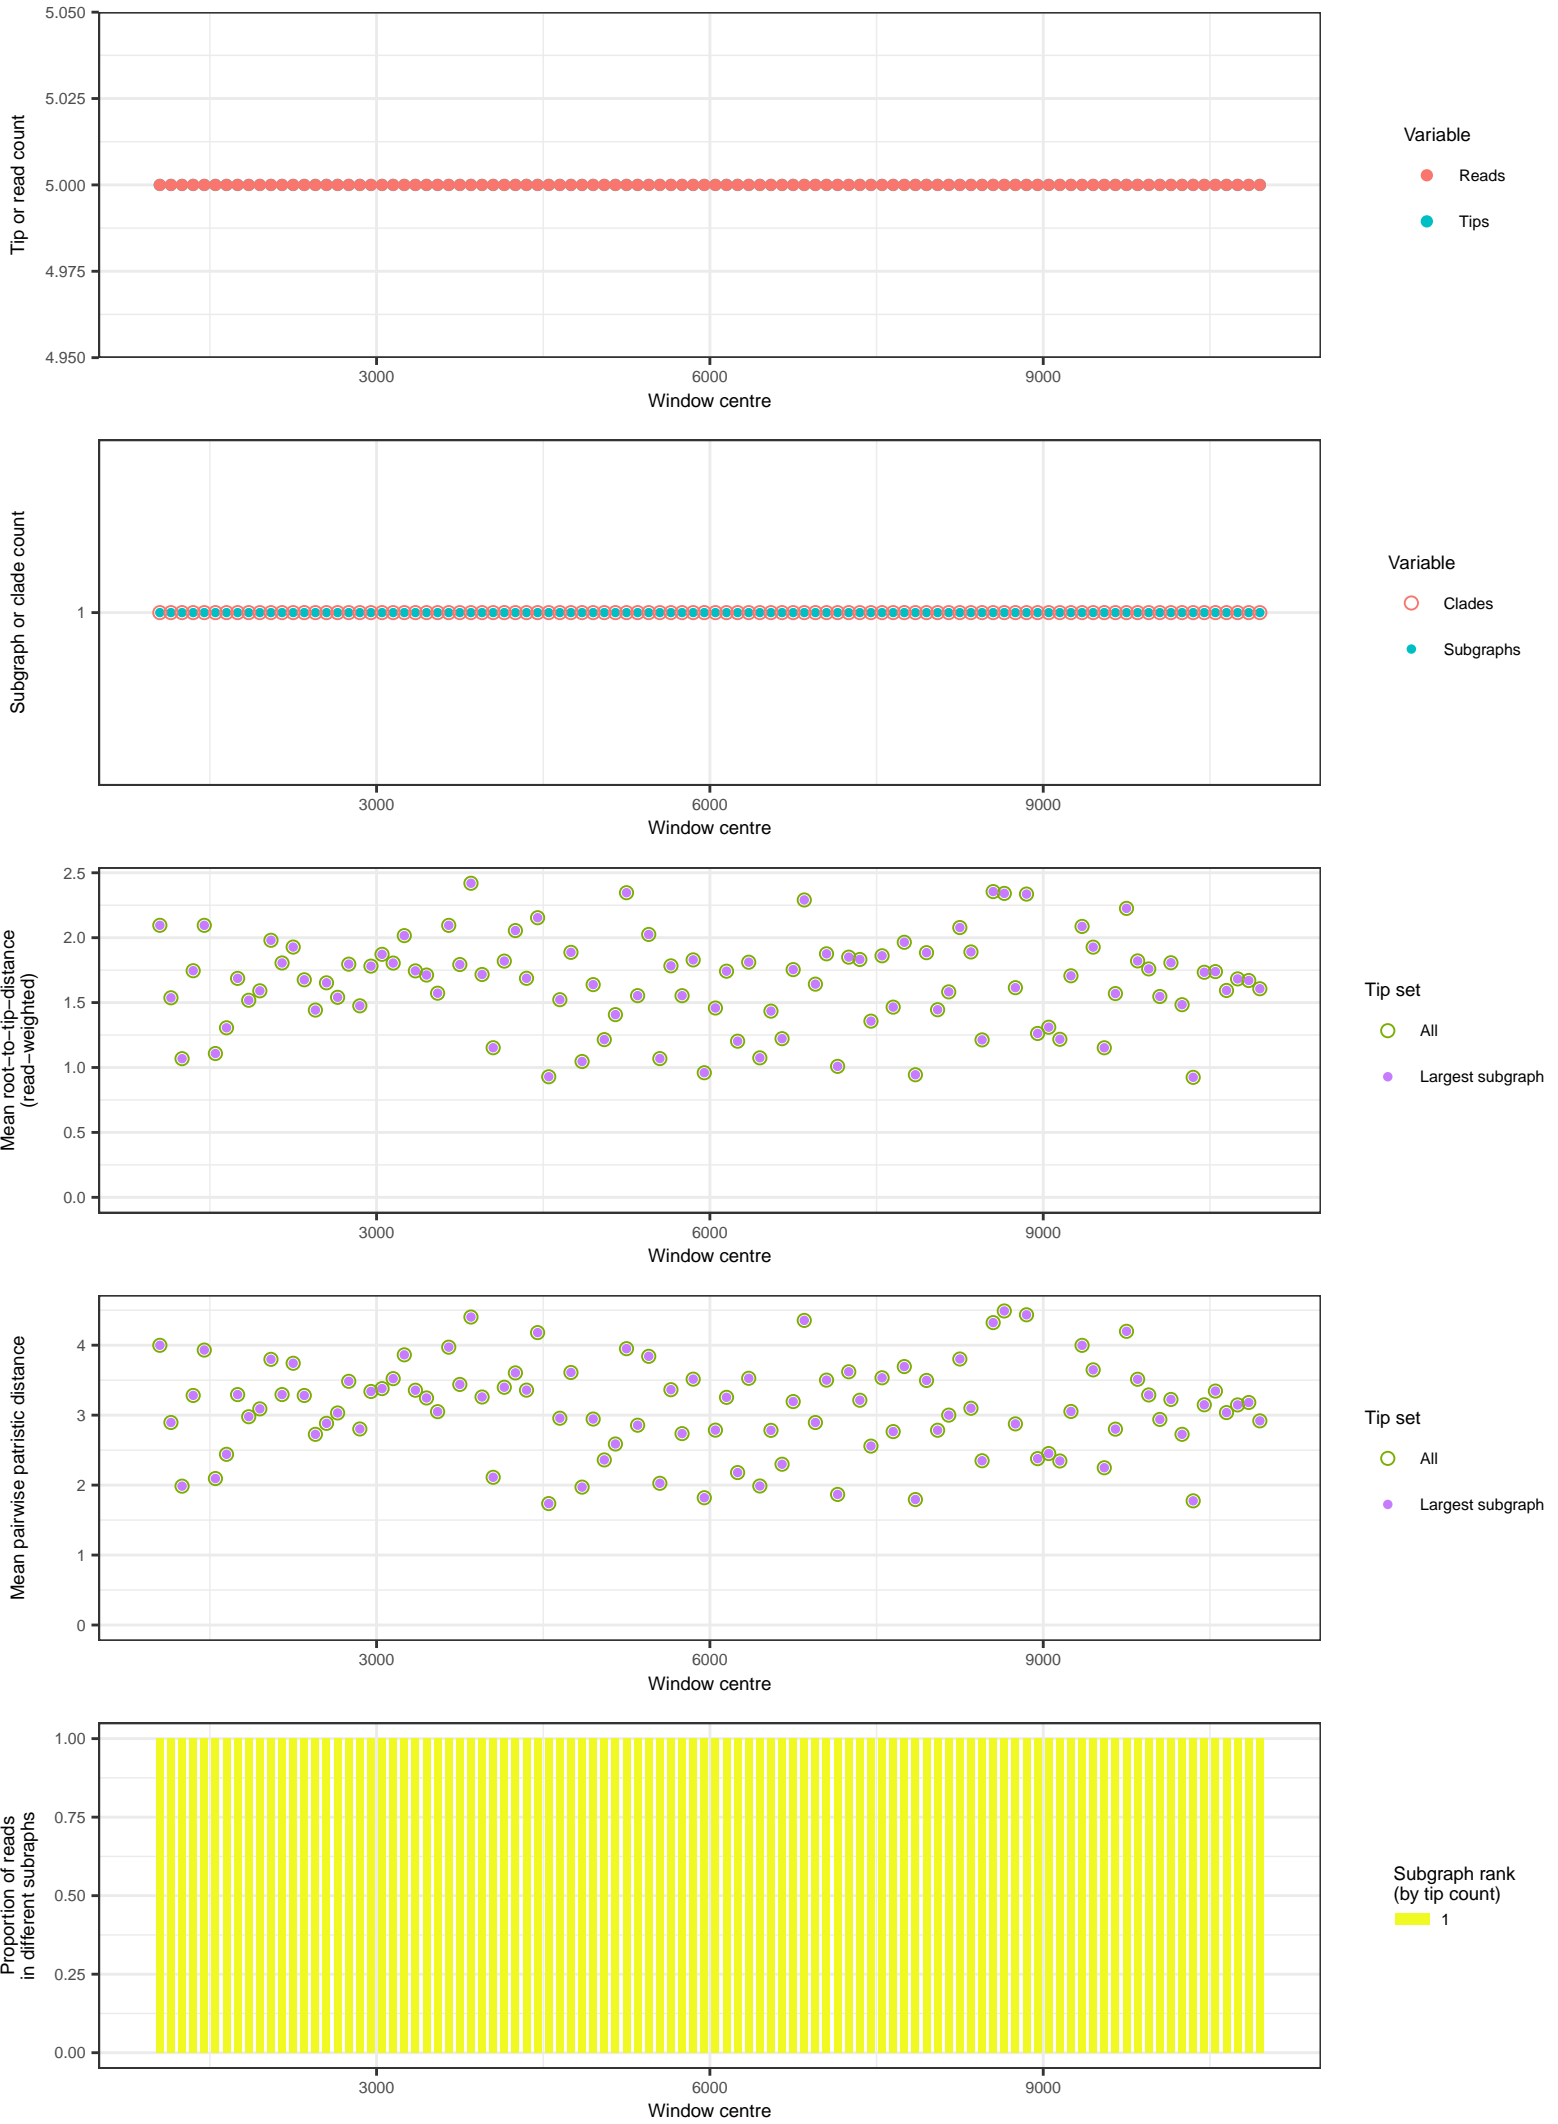 5.050
5.025
5.000
4.975
4.950
Tip or read count
3000
6000
9000
Window centre
Variable
Reads
Tips
1
Subgraph or clade count
3000
6000
9000
Window centre
Variable
Clades
Subgraphs
2.5
2.0
1.5
1.0
0.5
0.0
Mean root−to−tip−distance
(read−weighted)
3000
6000
9000
Window centre
Tip set
All
Largest subgraph
4
3
2
1
0
Mean pairwise patristic distance
3000
6000
9000
Window centre
Tip set
All
Largest subgraph
1.00
0.75
0.50
0.25
0.00
Proportion of reads
in different subraphs
3000
6000
9000
Window centre
Subgraph rank
(by tip count)
1